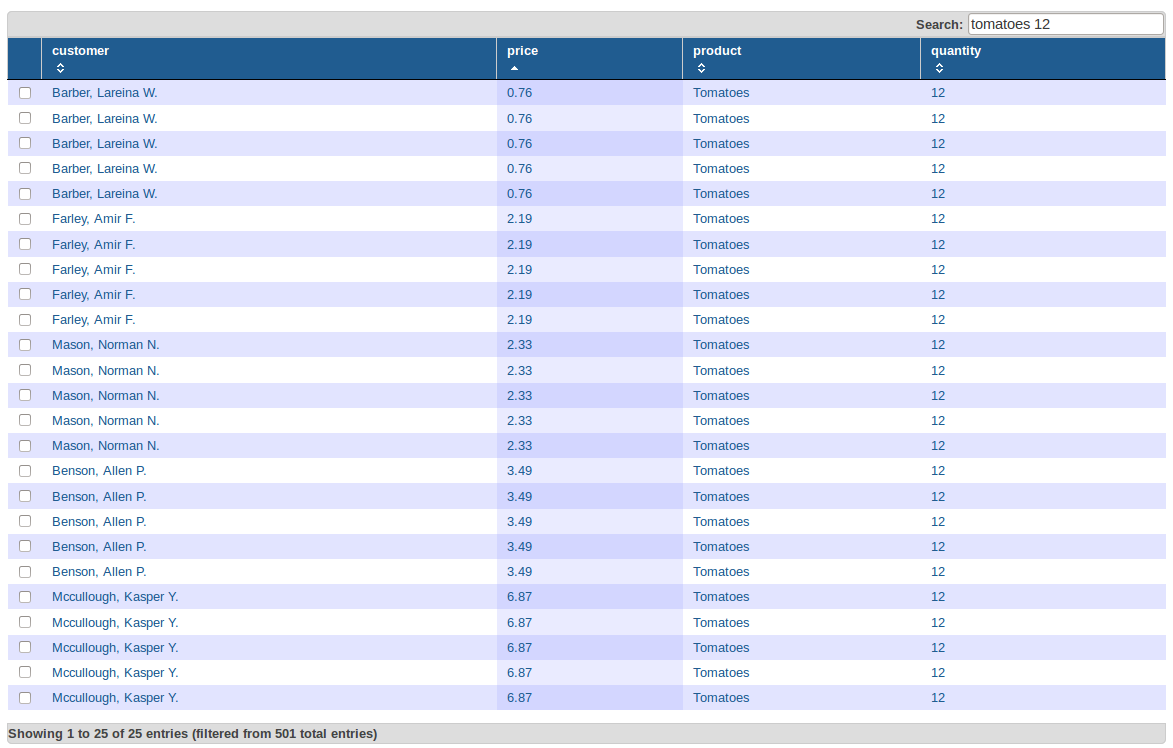 Search: tomatoes 12
customer price product quantity
Barber, Lareina W. 0.76 Tomatoes 12
Barber, Lareina W. 0.76 Tomatoes 12
Barber, Lareina W. 0.76 Tomatoes 12
Barber, Lareina W. 0.76 Tomatoes 12
Barber, Lareina W. 0.76 Tomatoes 12
Farley, Amir F. 2.19 Tomatoes 12
Farley, Amir F. 2.19 Tomatoes 12
Farley, Amir F. 2.19 Tomatoes 12
Farley, Amir F. 2.19 Tomatoes 12
Farley, Amir F. 2.19 Tomatoes 12
Mason, Norman N. 2.33 Tomatoes 12
Mason, Norman N. 2.33 Tomatoes 12
Mason, Norman N. 2.33 Tomatoes 12
Mason, Norman N. 2.33 Tomatoes 12
Mason, Norman N. 2.33 Tomatoes 12
Benson, Allen P. 3.49 Tomatoes 12
Benson, Allen P. 3.49 Tomatoes 12
Benson, Allen P. 3.49 Tomatoes 12
Benson, Allen P. 3.49 Tomatoes 12
Benson, Allen P. 3.49 Tomatoes 12
Mccullough, Kasper Y. 6.87 Tomatoes 12
Mccullough, Kasper Y. 6.87 Tomatoes 12
Mccullough, Kasper Y. 6.87 Tomatoes 12
Mccullough, Kasper Y. 6.87 Tomatoes 12
Mccullough, Kasper Y. 6.87 Tomatoes 12
Showing 1 to 25 of 25 entries (filtered from 501 total entries)